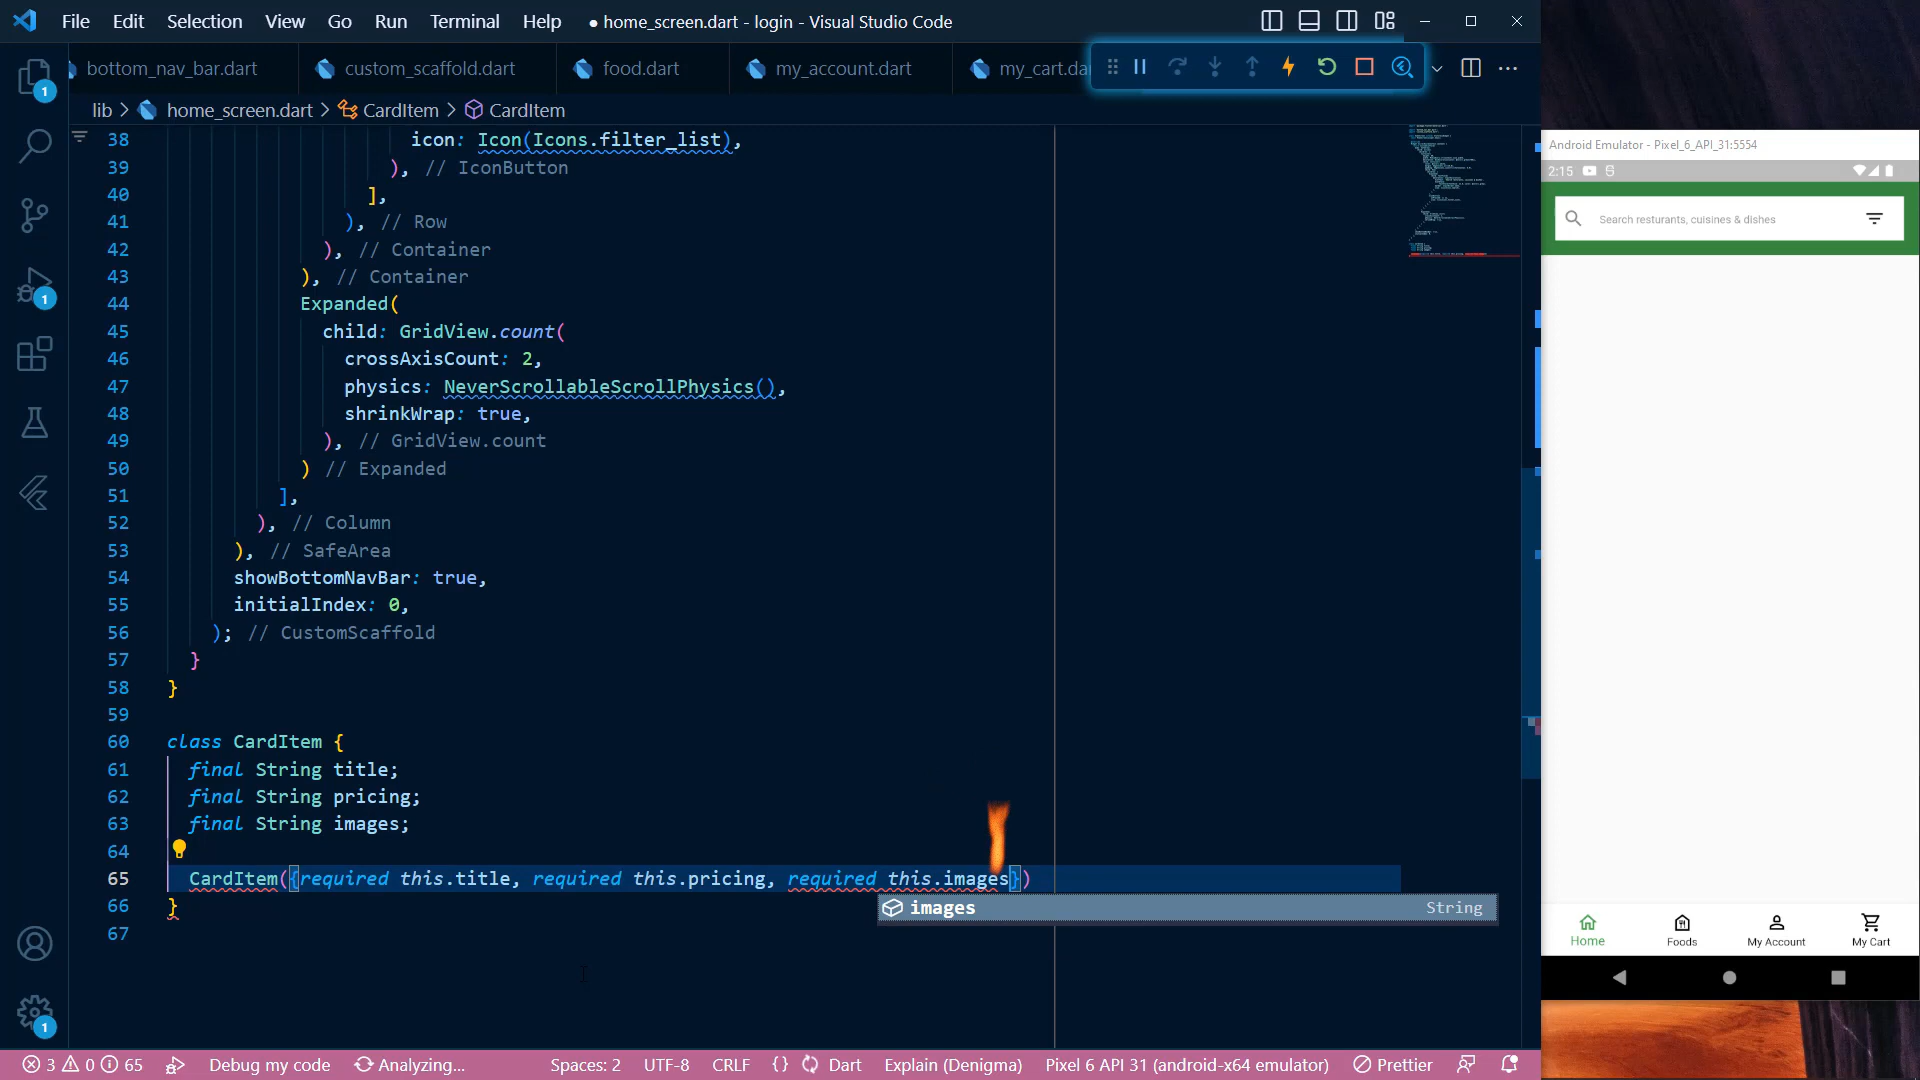 File Edit Selection View Go Run Terminal Help
● home_screen.dart - login - Visual Studio Code
bottom_nav_bar.dart custom_scaffold.dart food.dart my_account.dart my_cart.da
lib > home_screen.dart > CardItem > CardItem
38 icon: Icon(Icons.filter_list),
39 ), // IconButton
40 ],
41 ), // Row
42 ), // Container
43 ), // Container
44 Expanded(
45 child: GridView.count(
46 crossAxisCount: 2,
47 physics: NeverScrollableScrollPhysics(),
48 shrinkWrap: true,
49 ), // GridView.count
50 ) // Expanded
51 ],
52 ), // Column
53 ), // SafeArea
54 showBottomNavBar: true,
55 initialIndex: 0,
56 ); // CustomScaffold
57 }
58 }
59
60 class CardItem {
61 final String title;
62 final String pricing;
63 final String images;
64
65 CardItem({required this.title, required this.pricing, required this.images})
66 }
67
images String
1
1
1
3 0 65 Debug my code Analyzing... Spaces: 2 UTF-8 CRLF {} Dart Explain (Denigma) Pixel 6 API 31 (android-x64 emulator) Prettier
Android Emulator - Pixel_6_API_31:5554
2:15
Search resturants, cuisines & dishes
Home Foods My Account My Cart